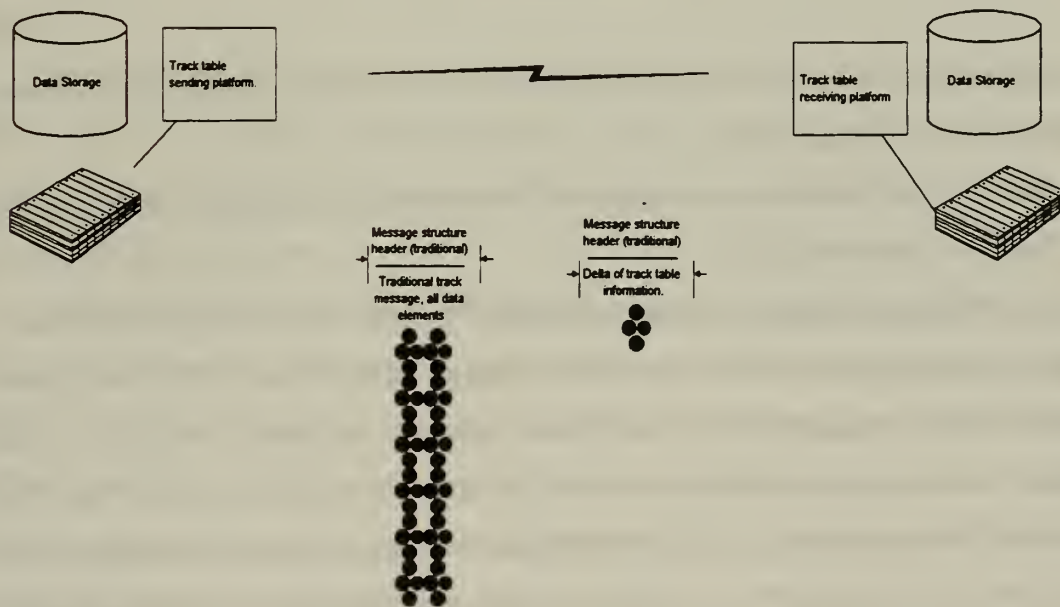 Data Storage
Track table
sending platform.
Track table
receiving platform
Data Storage
Message structure
header (traditional)
Traditional track
message, all data
elements
Message structure
header (traditional)
Delta of track table
information.